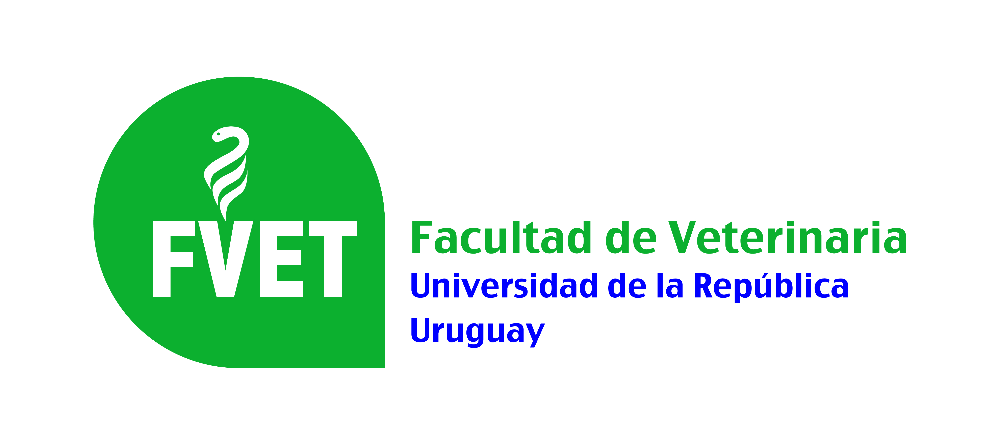 FVET
Facultad de Veterinaria
Universidad de la República
Uruguay